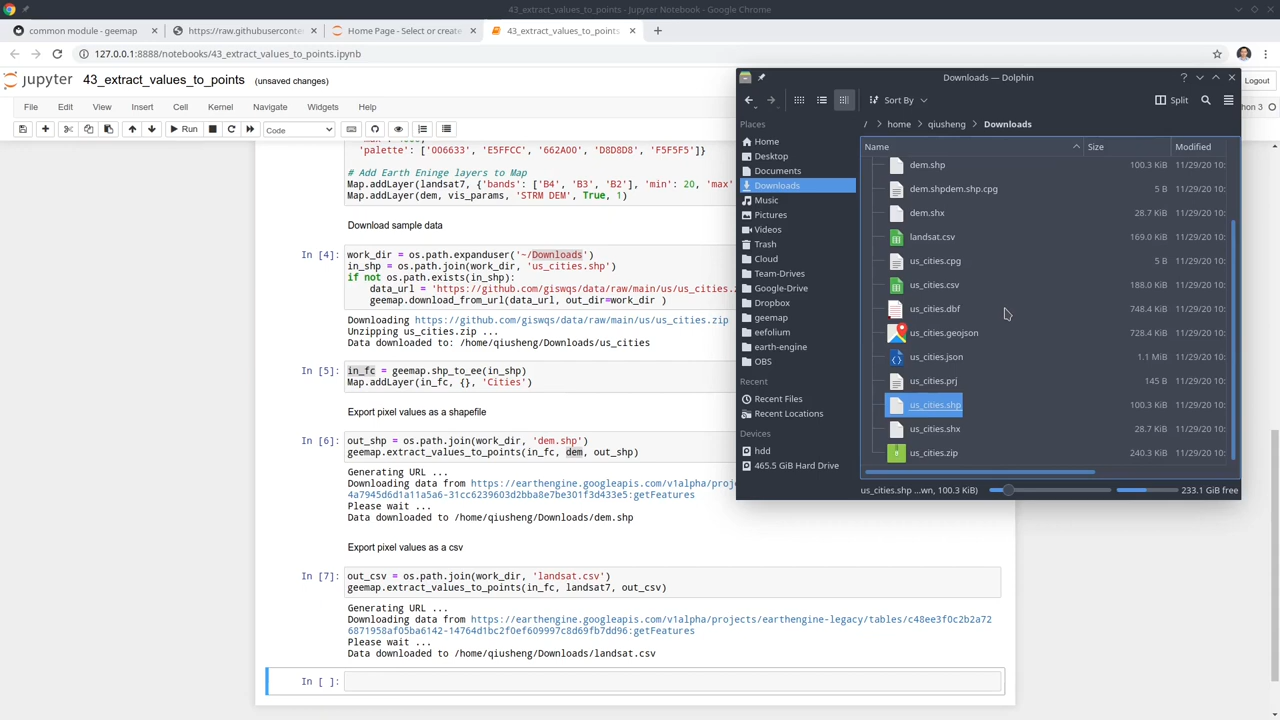 43_extract_values_to_points - Jupyter Notebook - Google Chrome
common module - geemap
https://raw.githubuserconte
Home Page - Select or create
43_extract_values_to_points
127.0.0.1:8888/notebooks/43_extract_values_to_points.ipynb
jupyter 43_extract_values_to_points (unsaved changes)
Logout
File Edit View Insert Cell Kernel Navigate Widgets Help
Run
Code
'palette': ['006633', 'E5FFCC', '662A00', 'D8D8D8', 'F5F5F5']}
# Add Earth Eninge layers to Map
Map.addLayer(landsat7, {'bands': ['B4', 'B3', 'B2'], 'min': 20, 'max'
Map.addLayer(dem, vis_params, 'STRM DEM', True, 1)
Download sample data
In [4]: work_dir = os.path.expanduser('~/Downloads')
in_shp = os.path.join(work_dir, 'us_cities.shp')
if not os.path.exists(in_shp):
data_url = 'https://github.com/giswqs/data/raw/main/us/us_cities.z
geemap.download_from_url(data_url, out_dir=work_dir )
Downloading https://github.com/giswqs/data/raw/main/us/us_cities.zip
Unzipping us_cities.zip ...
Data downloaded to: /home/qiusheng/Downloads/us_cities
In [5]: in_fc = geemap.shp_to_ee(in_shp)
Map.addLayer(in_fc, {}, 'Cities')
Export pixel values as a shapefile
In [6]: out_shp = os.path.join(work_dir, 'dem.shp')
geemap.extract_values_to_points(in_fc, dem, out_shp)
Generating URL ...
Downloading data from https://earthengine.googleapis.com/v1alpha/proje
4a7945d6d1a11a5a6-31cc6239603d2bba8e7be301f3d433e5:getFeatures
Please wait ...
Data downloaded to /home/qiusheng/Downloads/dem.shp
Export pixel values as a csv
In [7]: out_csv = os.path.join(work_dir, 'landsat.csv')
geemap.extract_values_to_points(in_fc, landsat7, out_csv)
Generating URL ...
Downloading data from https://earthengine.googleapis.com/v1alpha/projects/earthengine-legacy/tables/c48ee3f0c2b2a72
6871958af05ba6142-14764d1bc2f0ef609997c8d69fb7dd96:getFeatures
Please wait ...
Data downloaded to /home/qiusheng/Downloads/landsat.csv
In [ ]:
Downloads — Dolphin
Sort By
Split
/ home qiusheng Downloads
Places
Home
Desktop
Documents
Downloads
Music
Pictures
Videos
Trash
Cloud
Team-Drives
Google-Drive
Dropbox
geemap
eefolium
earth-engine
OBS
Recent
Recent Files
Recent Locations
Devices
hdd
465.5 GiB Hard Drive
Name Size Modified
dem.shp 100.3 KiB 11/29/20 10:
dem.shpdem.shp.cpg 5 B 11/29/20 10:
dem.shx 28.7 KiB 11/29/20 10:
landsat.csv 169.0 KiB 11/29/20 10:
us_cities.cpg 5 B 11/29/20 10:
us_cities.csv 188.0 KiB 11/29/20 10:
us_cities.dbf 748.4 KiB 11/29/20 10:
us_cities.geojson 728.4 KiB 11/29/20 10:
us_cities.json 1.1 MiB 11/29/20 10:
us_cities.prj 145 B 11/29/20 10:
us_cities.shp 100.3 KiB 11/29/20 10:
us_cities.shx 28.7 KiB 11/29/20 10:
us_cities.zip 240.3 KiB 11/29/20 10:
us_cities.shp ...wn, 100.3 KiB)
233.1 GiB free